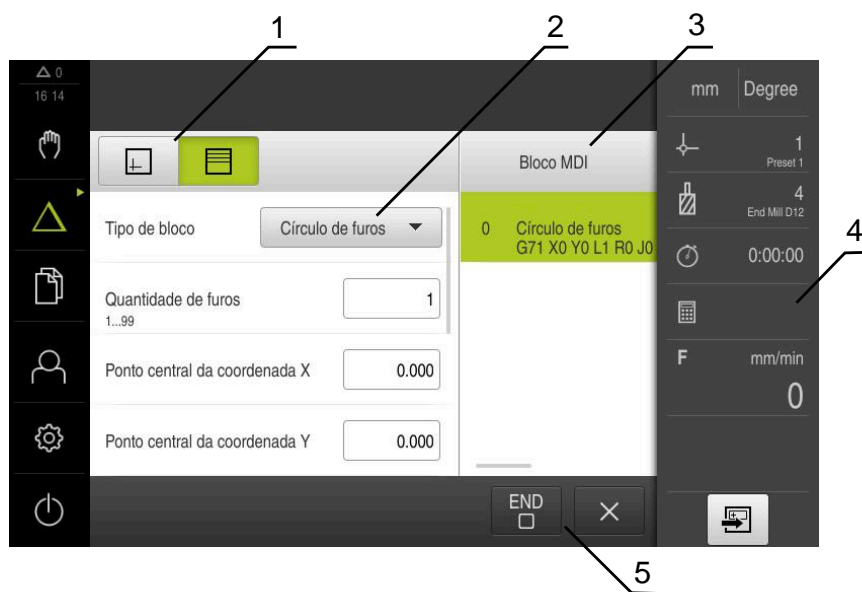 1
2
3
0
16 14
mm Degree
1
Preset 1
Bloco MDI
4
End Mill D12
Tipo de bloco Círculo de furos
0 Círculo de furos
G71 X0 Y0 L1 R0 J0
4
0:00:00
Quantidade de furos 1
1...99
F mm/min
0
Ponto central da coordenada X 0.000
Ponto central da coordenada Y 0.000
END
5